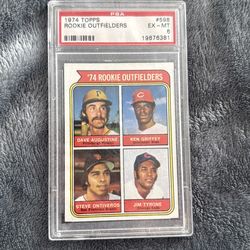 PSA
1974 TOPPS #598
ROOKIE OUTFIELDERS EX - MT
6
19676381
'74 ROOKIE OUTFIELDERS
DAVE AUGUSTINE KEN GRIFFEY
STEVE ONTIVEROS JIM TYRONE